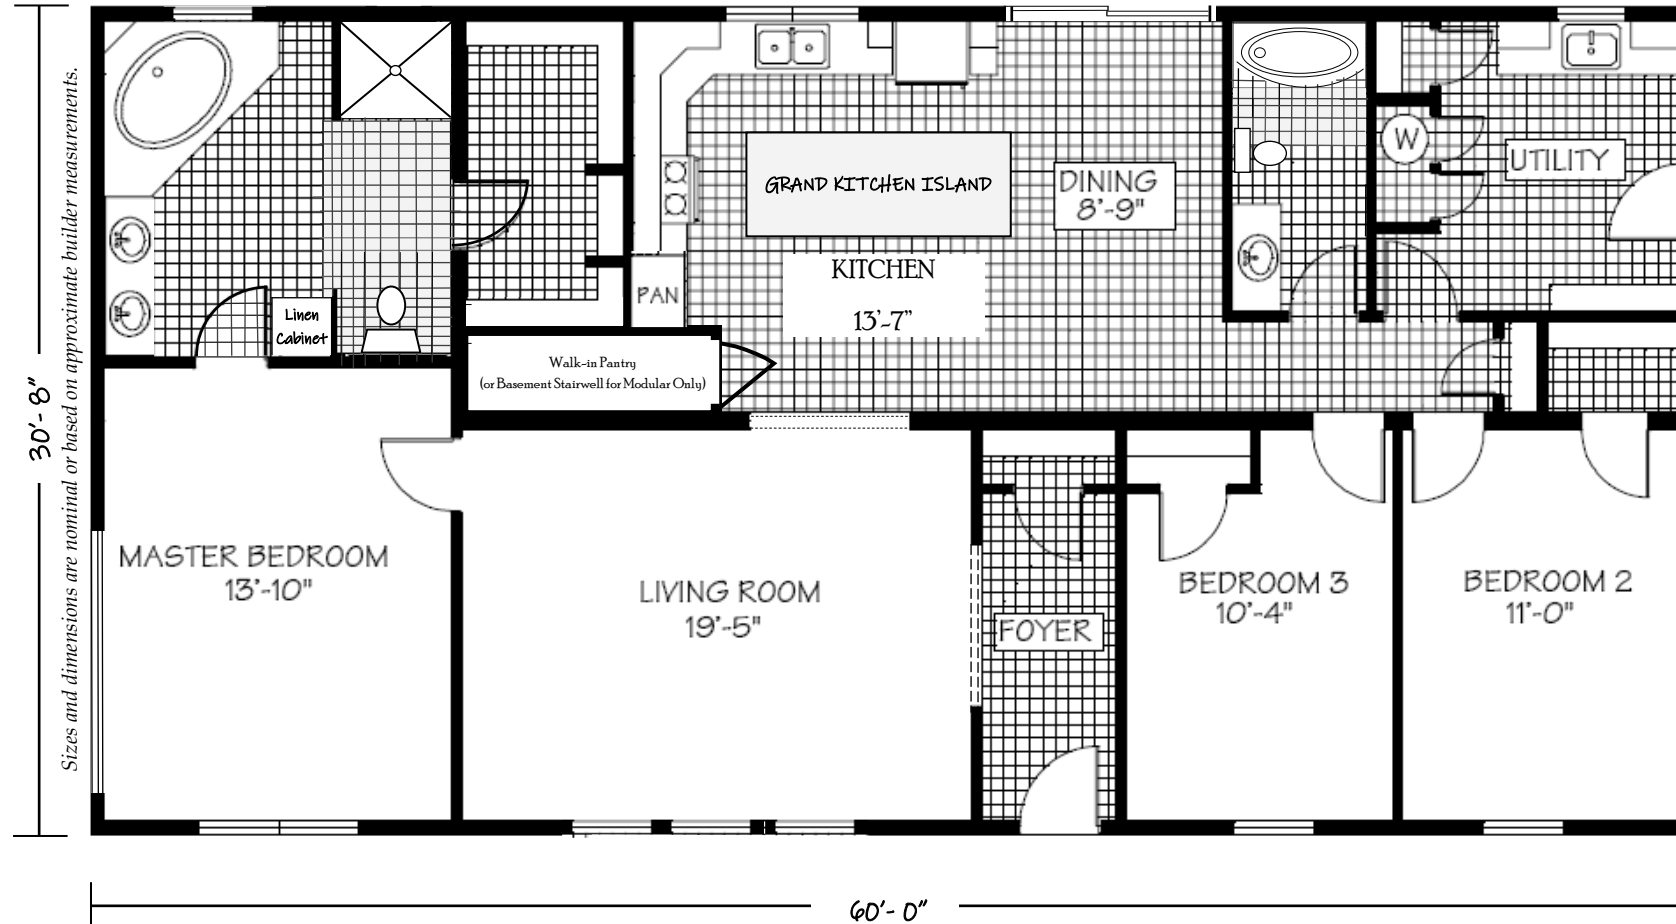 W
UTILITY
GRAND KITCHEN ISLAND
DINING
8'-9"
KITCHEN
13'-7"
PAN
Linen
Cabinet
Walk-in Pantry
(or Basement Stairwell for Modular Only)
30'- 8"
Sizes and dimensions are nominal or based on approximate builder measurements.
MASTER BEDROOM
13'-10"
LIVING ROOM
19'-5"
FOYER
BEDROOM 3
10'-4"
BEDROOM 2
11'-0"
60'- 0"